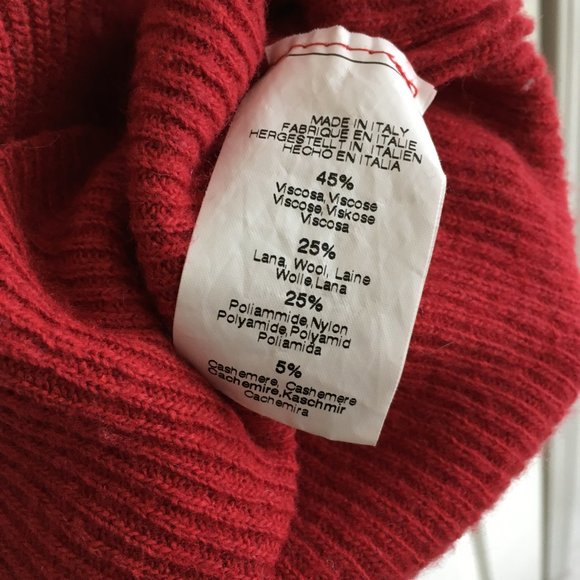 MADE IN ITALY
FABRIQUE EN ITALIE
HERGESTELLT IN ITALIEN
HECHO EN ITALIA
45%
Viscosa, Viscose
Viscose, Viskose
Viscosa
25%
Lana, Wool, Laine
Wolle, Lana
25%
Poliammide, Nylon
Polyamide, Polyamid
Poliamida
5%
Cashemere, Cashemere
Cachemire, Kaschmir
Cachemira